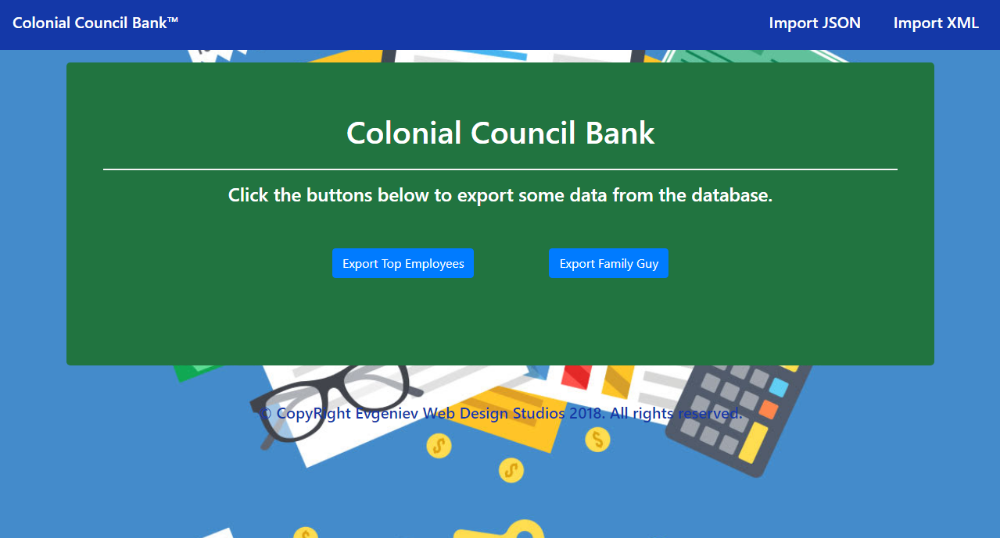 Colonial Council Bank™
Import JSON
Import XML
Colonial Council Bank
Click the buttons below to export some data from the database.
Export Top Employees
Export Family Guy
© CopyRight Evgeniev Web Design Studios 2018. All rights reserved.